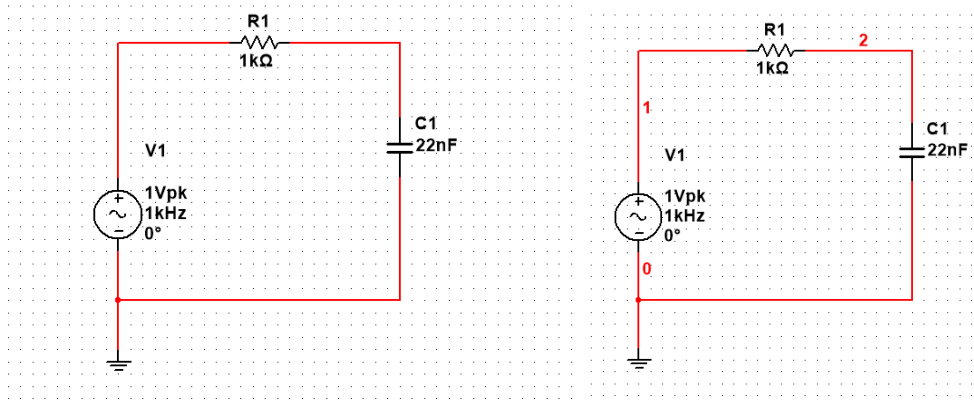 R1
1kΩ
C1
22nF
V1
+
1Vpk
1kHz
0°
R1
1kΩ
2
1
C1
22nF
V1
+
1Vpk
1kHz
0°
0